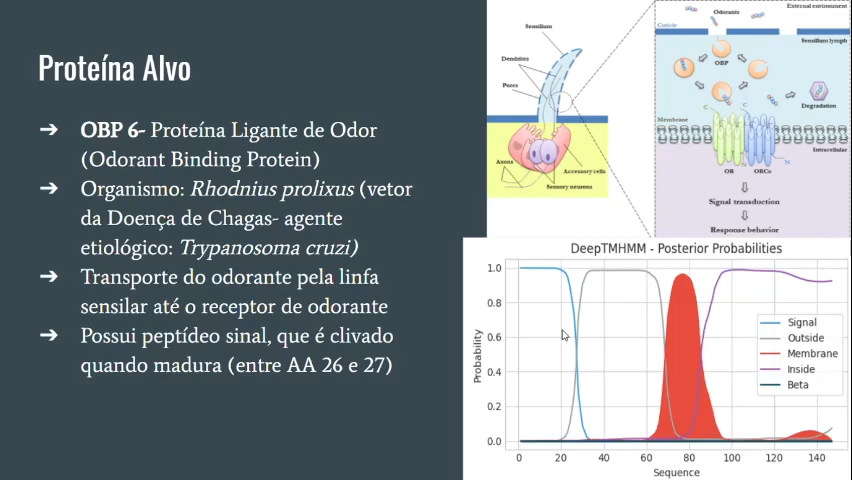 Proteína Alvo
➔ OBP 6- Proteína Ligante de Odor
(Odorant Binding Protein)
➔ Organismo: Rhodnius prolixus (vetor
da Doença de Chagas- agente
etiológico: Trypanosoma cruzi)
➔ Transporte do odorante pela linfa
sensilar até o receptor de odorante
➔ Possui peptídeo sinal, que é clivado
quando madura (entre AA 26 e 27)
Sensilium
Dendrites
Pores
Axons
Accessory cells
Sensory neurons
Odorants
External environment
Cuticle
Sensilium lymph
OBP
Degradation
Membrane
C
C
Intracellular
N
N
OR
ORCo
Signal transduction
Response behavior
DeepTMHMM - Posterior Probabilities
Probability
1.0
0.8
0.6
0.4
0.2
0.0
Signal
Outside
Membrane
Inside
Beta
0 20 40 60 80 100 120 140
Sequence